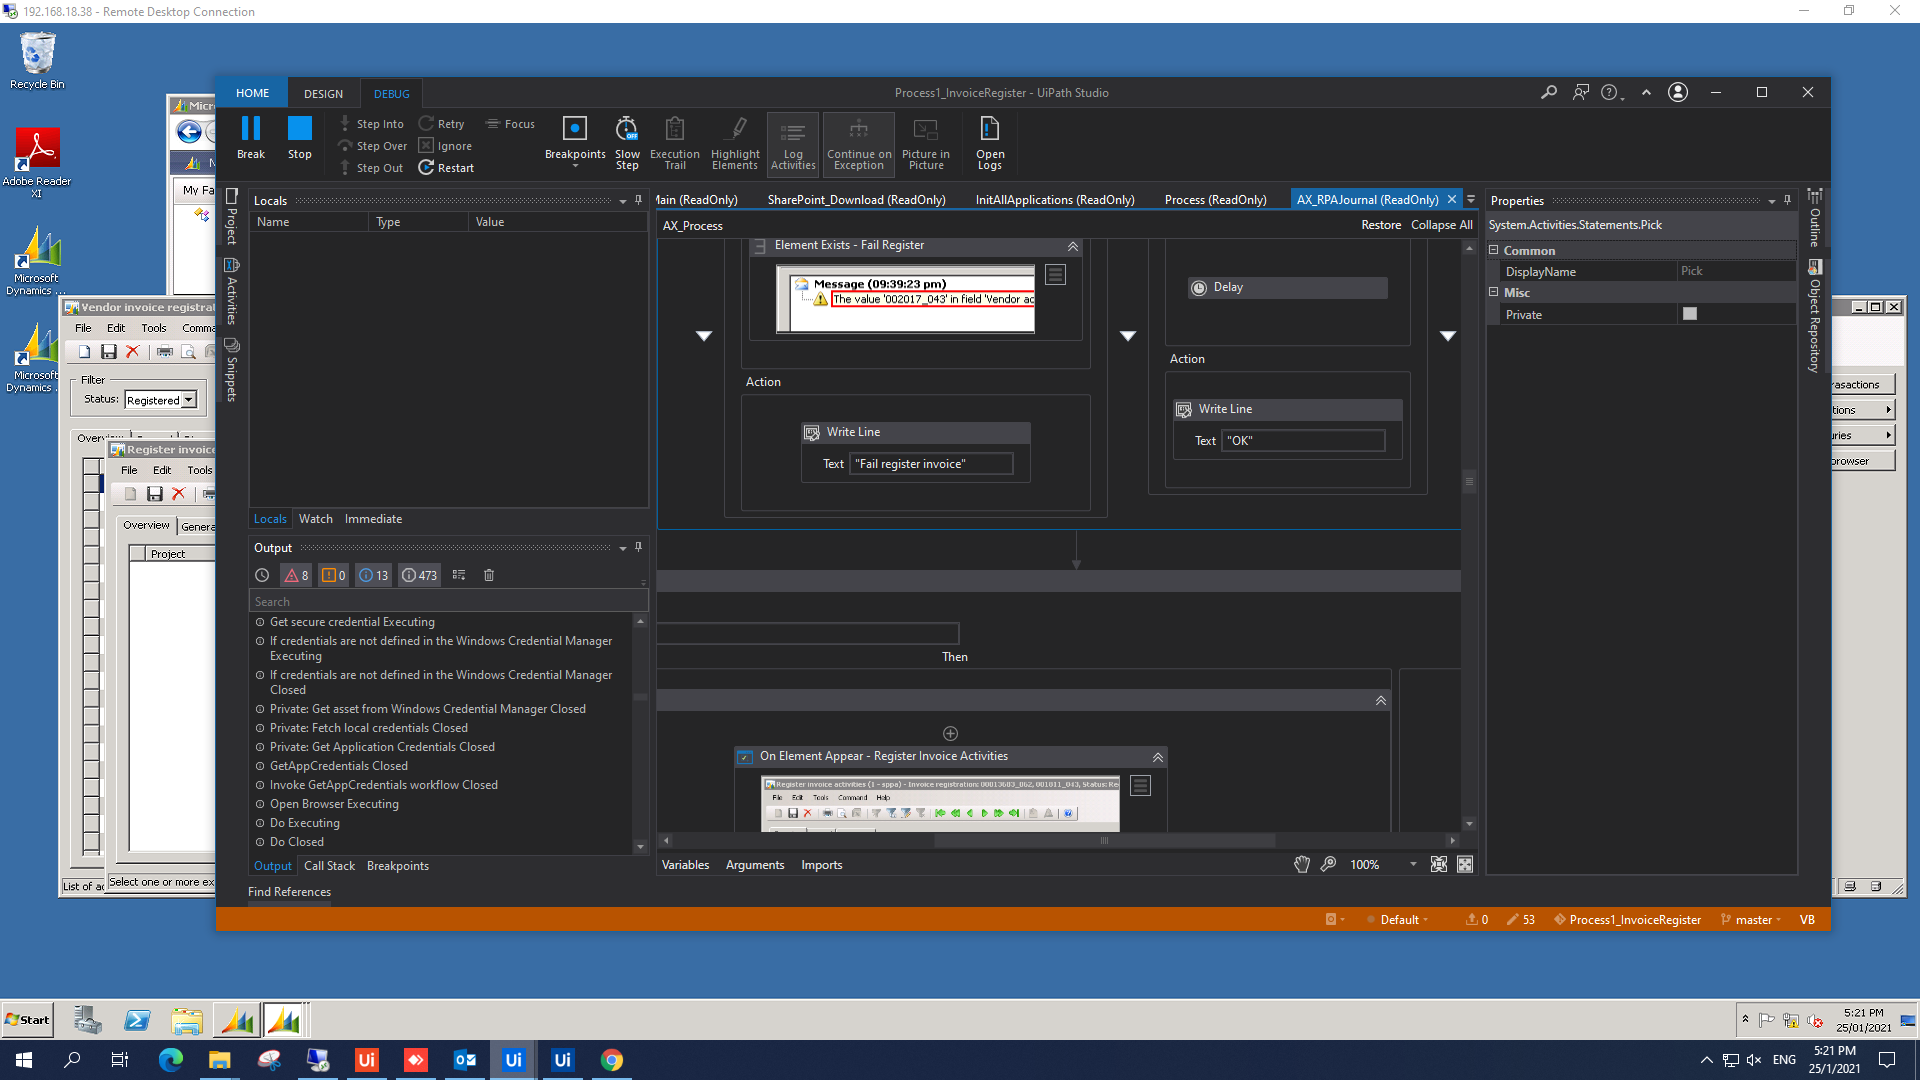 192.168.18.38 - Remote Desktop Connection
Recycle Bin
Adobe Reader
XI
Microsoft
Dynamics ...
Microsoft
Dynamics ...
Micro
My Fa
Vendor invoice registrat
File Edit Tools Comma
Filter
Status: Registered
Overview
Register invoice
File Edit Tools
Overview Genera
Project
List of ac
Select one or more ex
HOME DESIGN DEBUG
Process1_InvoiceRegister - UiPath Studio
Break
Stop
Step Into
Step Over
Step Out
Retry
Ignore
Restart
Focus
Breakpoints
Slow
Step
Execution
Trail
Highlight
Elements
Log
Activities
Continue on
Exception
Picture in
Picture
Open
Logs
Project
Activities
Snippets
Locals
Name Type Value
Locals Watch Immediate
Output
8 0 13 473
Search
Get secure credential Executing
If credentials are not defined in the Windows Credential Manager
Executing
If credentials are not defined in the Windows Credential Manager
Closed
Private: Get asset from Windows Credential Manager Closed
Private: Fetch local credentials Closed
Private: Get Application Credentials Closed
GetAppCredentials Closed
Invoke GetAppCredentials workflow Closed
Open Browser Executing
Do Executing
Do Closed
Output Call Stack Breakpoints
Find References
Main (ReadOnly) SharePoint_Download (ReadOnly) InitAllApplications (ReadOnly) Process (ReadOnly) AX_RPAJournal (ReadOnly)
AX_Process
Restore Collapse All
Element Exists - Fail Register
Message (09:39:23 pm)
The value '002017_043' in field 'Vendor ac
Action
Write Line
Text "Fail register invoice"
Delay
Action
Write Line
Text "OK"
Then
On Element Appear - Register Invoice Activities
Register invoice activities (1 - sppa) - Invoice registration: 00013683_062, 001811_043, Status: Re
File Edit Tools Command Help
Variables Arguments Imports
100%
Properties
System.Activities.Statements.Pick
Common
DisplayName Pick
Misc
Private
Outline
Object Repository
rasactions
tions
uries
browser
Default 0 53 Process1_InvoiceRegister master VB
Start
5:21 PM
25/01/2021
ENG
5:21 PM
25/1/2021